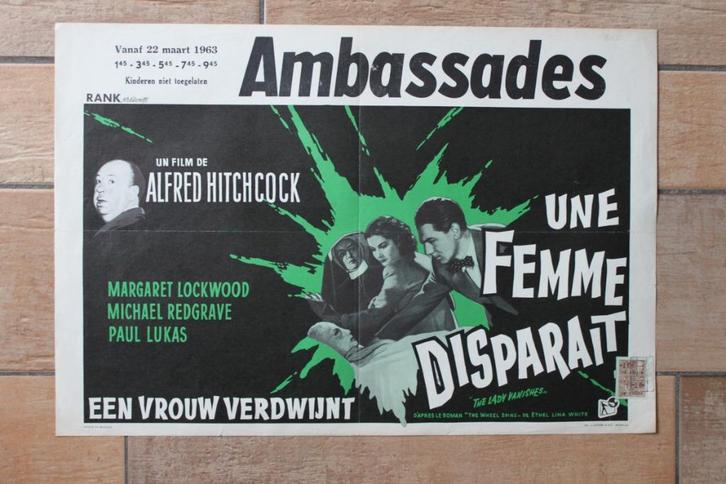 Vanaf 22 maart 1963
1⁴⁵ - 3⁴⁵ - 5⁴⁵ - 7⁴⁵ - 9⁴⁵
Kinderen niet toegelaten
Ambassades
RANK
UN FILM DE
ALFRED HITCHCOCK
MARGARET LOCKWOOD
MICHAEL REDGRAVE
PAUL LUKAS
UNE
FEMME
DISPARAIT
"THE LADY VANISHES"
EEN VROUW VERDWIJNT
D'APRES LE ROMAN "THE WHEEL SPINS" DE ETHEL LINA WHITE